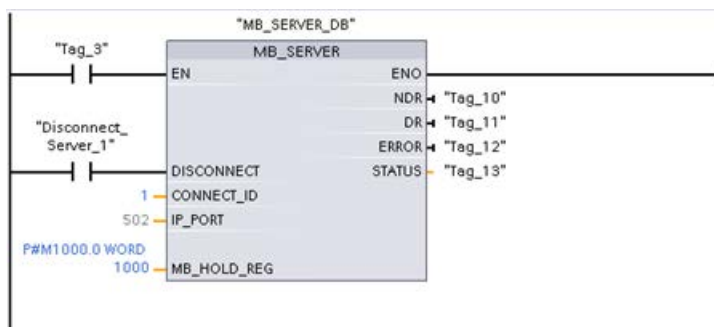 "MB_SERVER_DB"
"Tag_3"
MB_SERVER
EN
ENO
NDR
"Tag_10"
DR
"Tag_11"
"Disconnect_
Server_1"
ERROR
"Tag_12"
DISCONNECT
STATUS
"Tag_13"
1
CONNECT_ID
502
IP_PORT
P#M1000.0 WORD
1000
MB_HOLD_REG